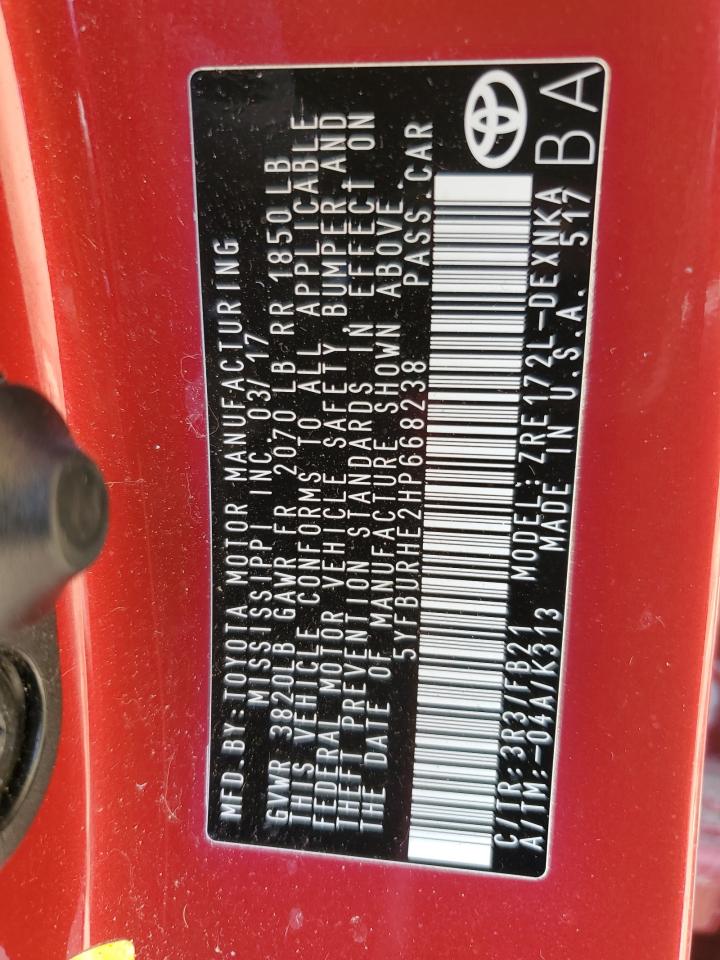 MFD.BY:TOYOTA MOTOR MANUFACTURING
MISSISSIPPI INC. 03/17
GVWR 3820LB GAWR FR 2070LB RR 1850LB
THIS VEHICLE CONFORMS TO ALL APPLICABLE
FEDERAL MOTOR VEHICLE SAFETY, BUMPER AND
THEFT PREVENTION STANDARDS IN EFFECT ON
THE DATE OF MANUFACTURE SHOWN ABOVE.
5YFBURHE2HP668238 PASS.CAR
C/TR:3R3/FB21 MODEL:ZRE172L-DEXNKA
A/TM:-04A/K313 MADE IN U.S.A. 517
BA